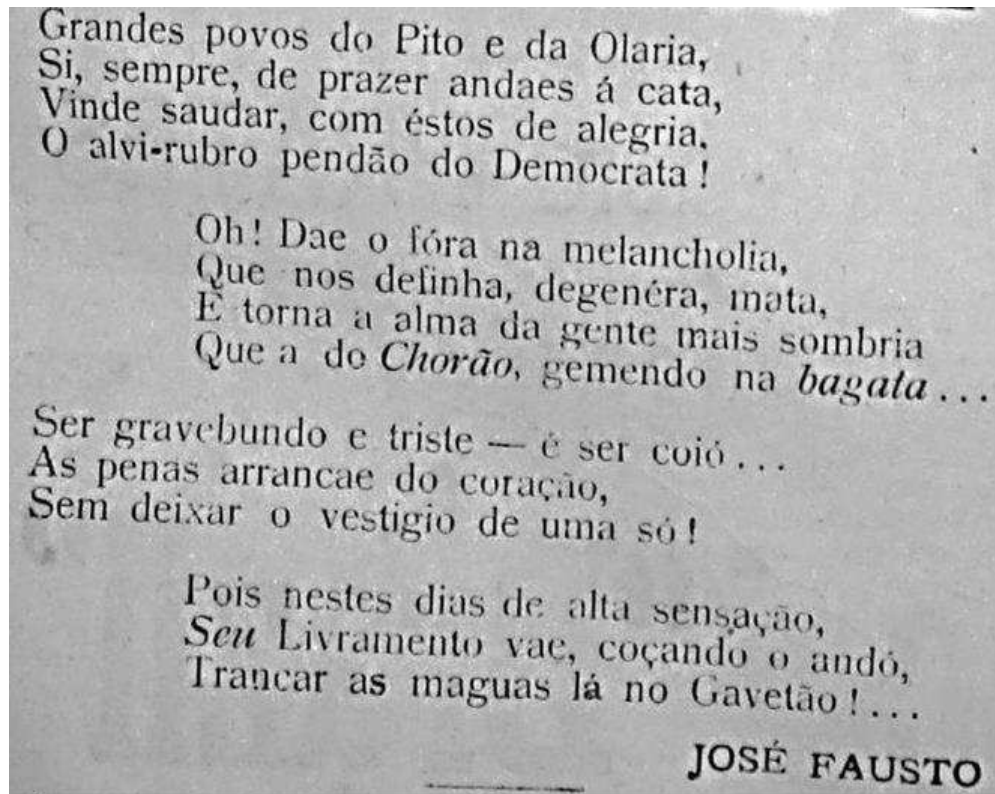 Grandes povos do Pito e da Olaria,
Si, sempre, de prazer andaes á cata,
Vinde saudar, com éstos de alegria,
O alvi-rubro pendão do Democrata !
Oh! Dae o fóra na melancholia,
Que nos definha, degenéra, mata,
E torna a alma da gente mais sombria
Que a do Chorão, gemendo na bagata ...
Ser gravebundo e triste — é ser coió ...
As penas arrancae do coração,
Sem deixar o vestigio de uma só !
Pois nestes dias de alta sensação,
Seu Livramento vae, coçando o andó,
Trancar as maguas lá no Gavetão ! ...
JOSÉ FAUSTO